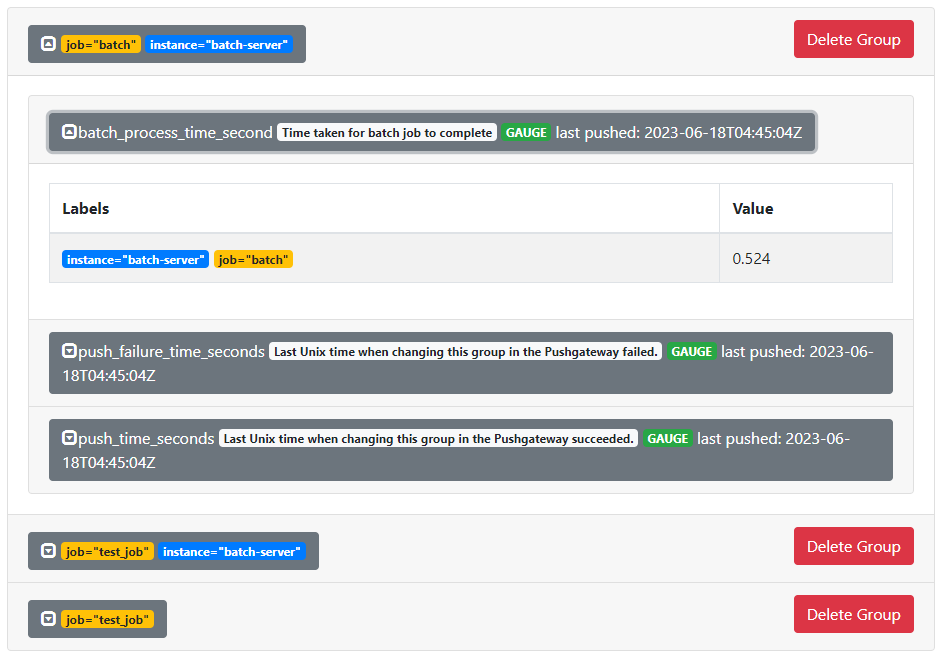 job="batch" instance="batch-server" Delete Group
batch_process_time_second Time taken for batch job to complete GAUGE last pushed: 2023-06-18T04:45:04Z
Labels Value
instance="batch-server" job="batch" 0.524
push_failure_time_seconds Last Unix time when changing this group in the Pushgateway failed. GAUGE last pushed: 2023-06-
18T04:45:04Z
push_time_seconds Last Unix time when changing this group in the Pushgateway succeeded. GAUGE last pushed: 2023-06-
18T04:45:04Z
job="test_job" instance="batch-server" Delete Group
job="test_job" Delete Group